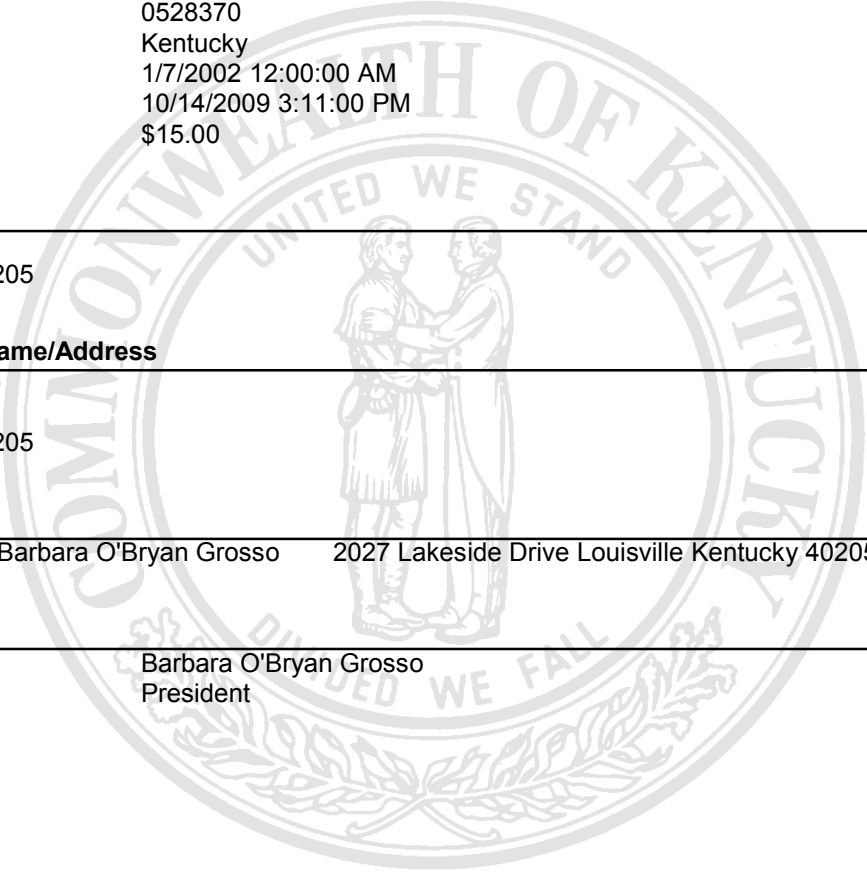 0528370
Kentucky
1/7/2002 12:00:00 AM
10/14/2009 3:11:00 PM
$15.00
COMMONWEALTH OF KENTUCKY
UNITED WE STAND
205
ame/Address
205
Barbara O'Bryan Grosso 2027 Lakeside Drive Louisville Kentucky 40205
DIVIDED WE FALL
Barbara O'Bryan Grosso
President